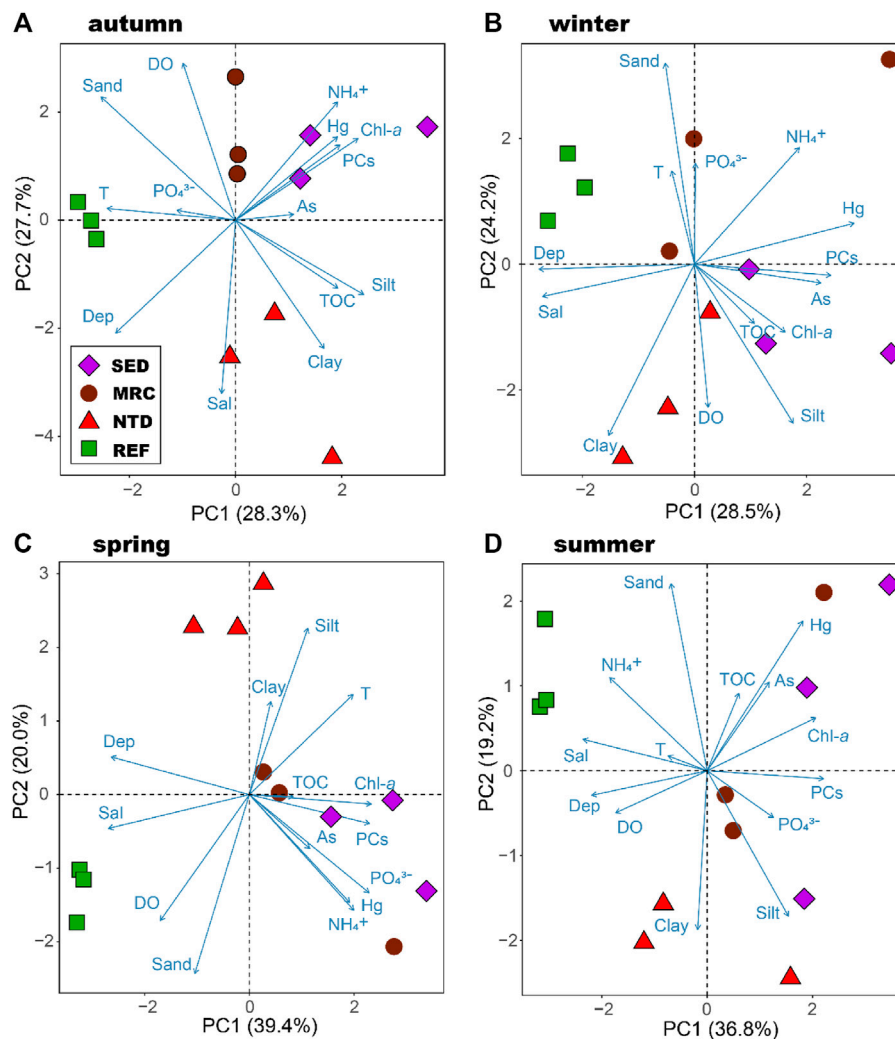 A autumn
DO
Sand
NH₄⁺
Hg
Chl-a
PCs
T
PO₄³⁻
As
Dep
TOC
Silt
Clay
Sal
SED
MRC
NTD
REF
2
0
−2
−4
−2
0
2
PC2 (27.7%)
PC1 (28.3%)
B winter
Sand
T
PO₄³⁻
NH₄⁺
Hg
Dep
PCs
Sal
As
TOC
Chl-a
DO
Silt
Clay
2
0
−2
−2
0
2
PC2 (24.2%)
PC1 (28.5%)
C spring
Silt
Clay
T
Dep
TOC
Chl-a
Sal
As
PCs
PO₄³⁻
DO
Hg
NH₄⁺
Sand
3
2
1
0
−1
−2
−2
0
2
PC2 (20.0%)
PC1 (39.4%)
D summer
Sand
Hg
NH₄⁺
TOC
As
Sal
Chl-a
T
Dep
PCs
DO
PO₄³⁻
Clay
Silt
2
1
0
−1
−2
−2
0
2
PC2 (19.2%)
PC1 (36.8%)